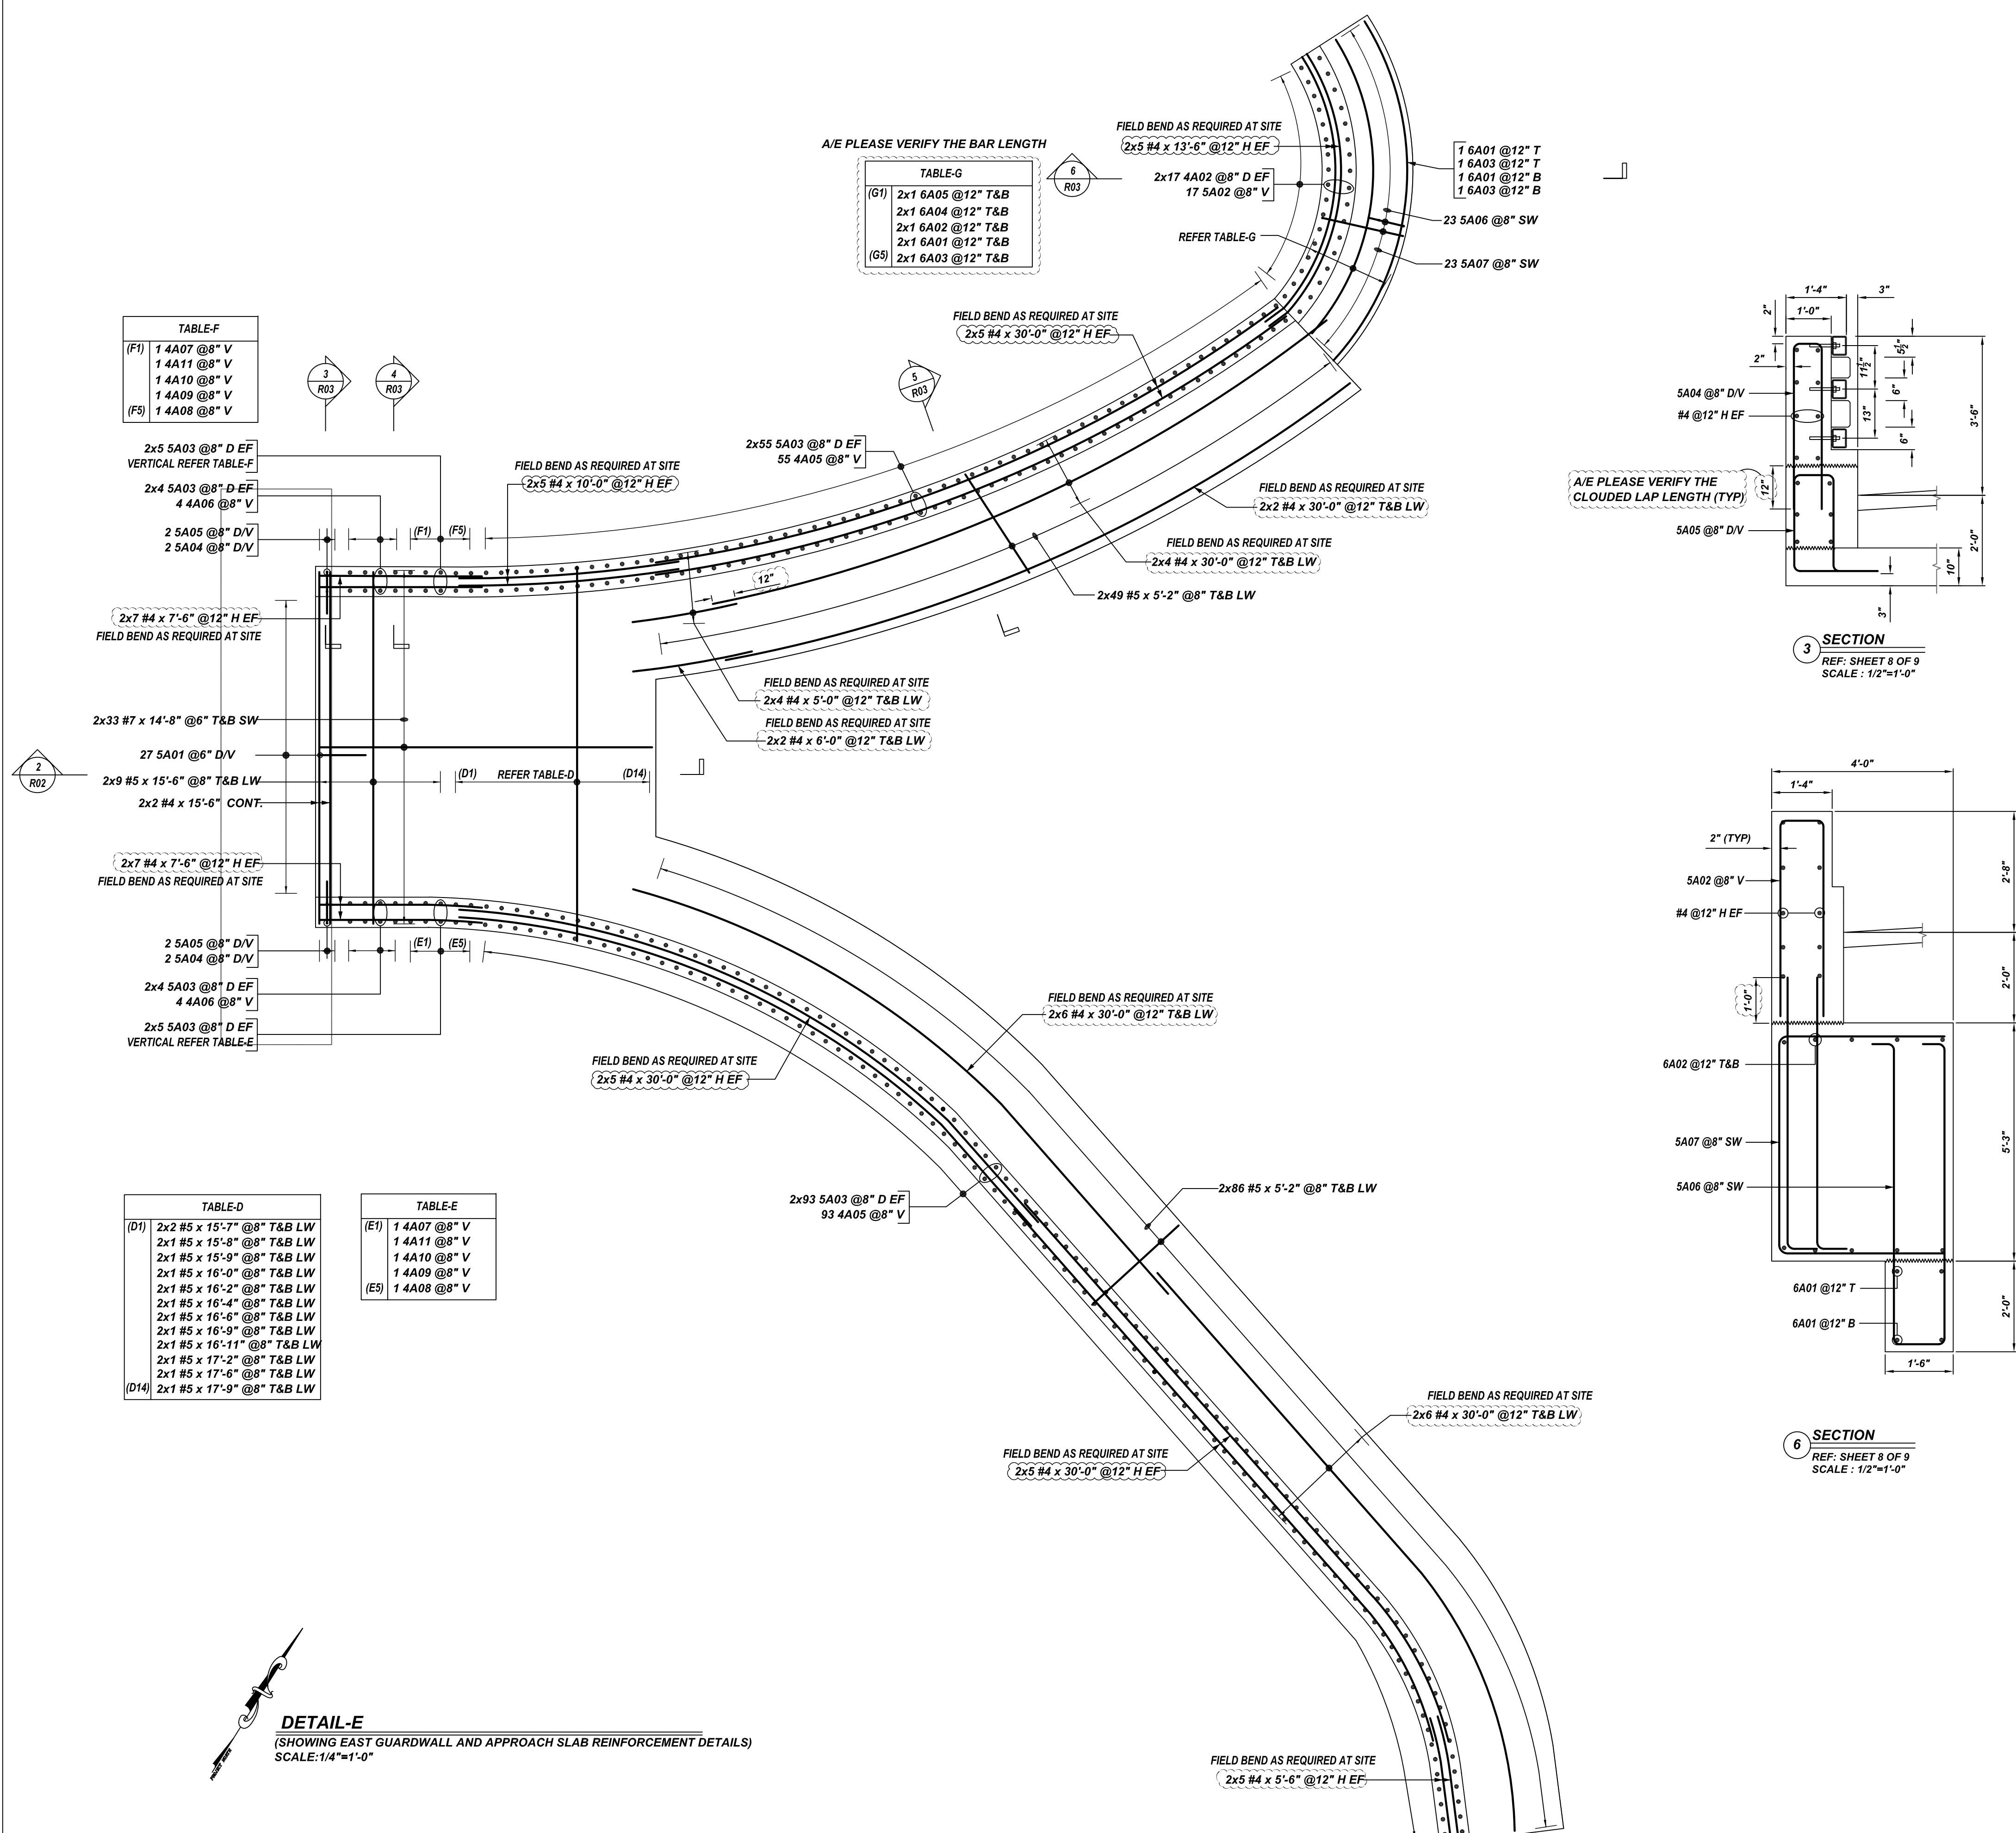 A/E PLEASE VERIFY THE BAR LENGTH
TABLE-G
(G1) 2x1 6A05 @12" T&B
2x1 6A04 @12" T&B
2x1 6A02 @12" T&B
2x1 6A01 @12" T&B
(G5) 2x1 6A03 @12" T&B
6
R03
FIELD BEND AS REQUIRED AT SITE
2x5 #4 x 13'-6" @12" H EF
2x17 4A02 @8" D EF
17 5A02 @8" V
REFER TABLE-G
1 6A01 @12" T
1 6A03 @12" T
1 6A01 @12" B
1 6A03 @12" B
23 5A06 @8" SW
23 5A07 @8" SW
FIELD BEND AS REQUIRED AT SITE
2x5 #4 x 30'-0" @12" H EF
TABLE-F
(F1) 1 4A07 @8" V
1 4A11 @8" V
1 4A10 @8" V
1 4A09 @8" V
(F5) 1 4A08 @8" V
3
R03
4
R03
5
R03
2x5 5A03 @8" D EF
VERTICAL REFER TABLE-F
2x4 5A03 @8" D EF
4 4A06 @8" V
2 5A05 @8" D/V
2 5A04 @8" D/V
(F1)
(F5)
FIELD BEND AS REQUIRED AT SITE
2x5 #4 x 10'-0" @12" H EF
2x55 5A03 @8" D EF
55 4A05 @8" V
FIELD BEND AS REQUIRED AT SITE
2x2 #4 x 30'-0" @12" T&B LW
FIELD BEND AS REQUIRED AT SITE
2x4 #4 x 30'-0" @12" T&B LW
12"
2x49 #5 x 5'-2" @8" T&B LW
2x7 #4 x 7'-6" @12" H EF
FIELD BEND AS REQUIRED AT SITE
FIELD BEND AS REQUIRED AT SITE
2x4 #4 x 5'-0" @12" T&B LW
FIELD BEND AS REQUIRED AT SITE
2x2 #4 x 6'-0" @12" T&B LW
2x33 #7 x 14'-8" @6" T&B SW
27 5A01 @6" D/V
2
R02
2x9 #5 x 15'-6" @8" T&B LW
(D1)
REFER TABLE-D
(D14)
2x2 #4 x 15'-6" CONT.
2x7 #4 x 7'-6" @12" H EF
FIELD BEND AS REQUIRED AT SITE
2 5A05 @8" D/V
2 5A04 @8" D/V
(E1)
(E5)
2x4 5A03 @8" D EF
4 4A06 @8" V
2x5 5A03 @8" D EF
VERTICAL REFER TABLE-E
FIELD BEND AS REQUIRED AT SITE
2x5 #4 x 30'-0" @12" H EF
FIELD BEND AS REQUIRED AT SITE
2x6 #4 x 30'-0" @12" T&B LW
2x93 5A03 @8" D EF
93 4A05 @8" V
2x86 #5 x 5'-2" @8" T&B LW
TABLE-D
(D1) 2x2 #5 x 15'-7" @8" T&B LW
2x1 #5 x 15'-8" @8" T&B LW
2x1 #5 x 15'-9" @8" T&B LW
2x1 #5 x 16'-0" @8" T&B LW
2x1 #5 x 16'-2" @8" T&B LW
2x1 #5 x 16'-4" @8" T&B LW
2x1 #5 x 16'-6" @8" T&B LW
2x1 #5 x 16'-9" @8" T&B LW
2x1 #5 x 16'-11" @8" T&B LW
2x1 #5 x 17'-2" @8" T&B LW
2x1 #5 x 17'-6" @8" T&B LW
(D14) 2x1 #5 x 17'-9" @8" T&B LW
TABLE-E
(E1) 1 4A07 @8" V
1 4A11 @8" V
1 4A10 @8" V
1 4A09 @8" V
(E5) 1 4A08 @8" V
FIELD BEND AS REQUIRED AT SITE
2x6 #4 x 30'-0" @12" T&B LW
FIELD BEND AS REQUIRED AT SITE
2x5 #4 x 30'-0" @12" H EF
FIELD BEND AS REQUIRED AT SITE
2x5 #4 x 5'-6" @12" H EF
DETAIL-E
(SHOWING EAST GUARDWALL AND APPROACH SLAB REINFORCEMENT DETAILS)
SCALE:1/4"=1'-0"
1'-4"
3"
1'-0"
2"
2"
5½"
11½"
6"
13"
6"
3'-6"
5A04 @8" D/V
#4 @12" H EF
A/E PLEASE VERIFY THE
CLOUDED LAP LENGTH (TYP)
12"
5A05 @8" D/V
2'-0"
10"
3"
3 SECTION
REF: SHEET 8 OF 9
SCALE : 1/2"=1'-0"
4'-0"
1'-4"
2" (TYP)
2'-8"
5A02 @8" V
#4 @12" H EF
2'-0"
1'-0"
6A02 @12" T&B
5A07 @8" SW
5'-3"
5A06 @8" SW
6A01 @12" T
2'-0"
6A01 @12" B
1'-6"
6 SECTION
REF: SHEET 8 OF 9
SCALE : 1/2"=1'-0"